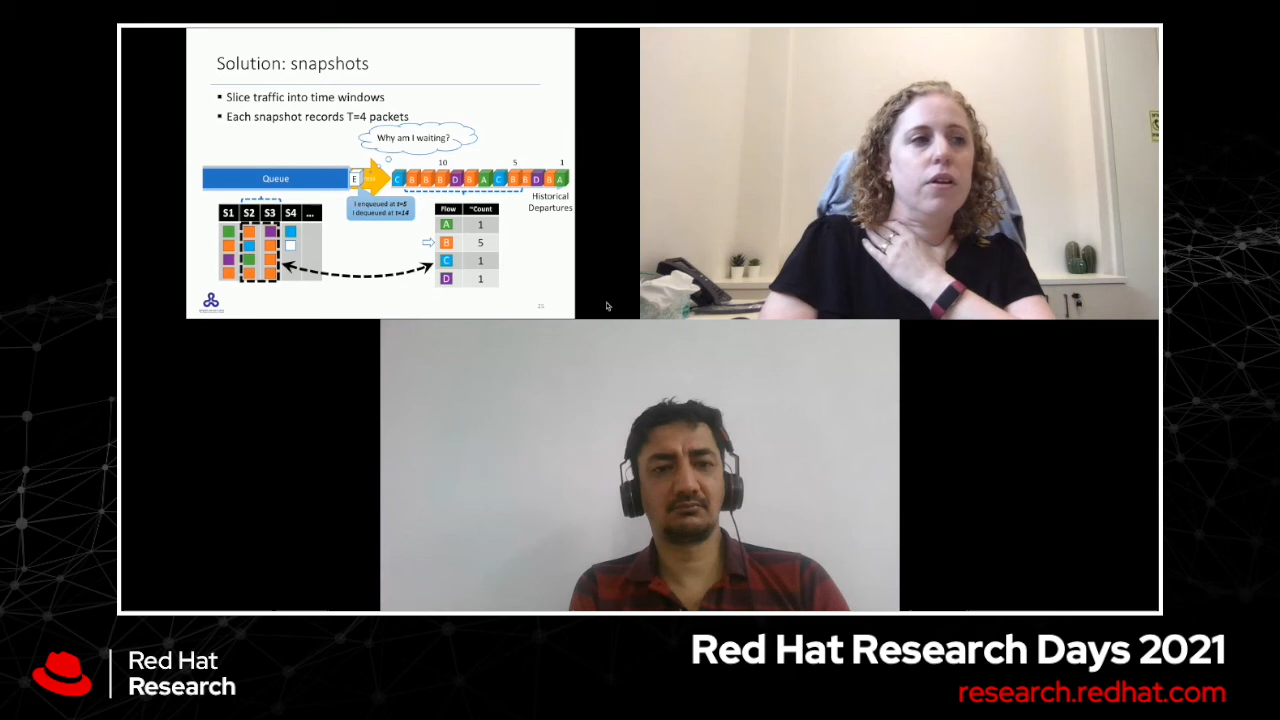 Solution: snapshots
▪ Slice traffic into time windows
▪ Each snapshot records T=4 packets
Why am I waiting?
10 5 1
Queue
E
C B B B D B A C B B D B A
I enqueued at t=5
I dequeued at t=14
Historical
Departures
S1 S2 S3 S4 ...
Flow ~Count
A 1
B 5
C 1
D 1
25
Red Hat
Research
Red Hat Research Days 2021
research.redhat.com